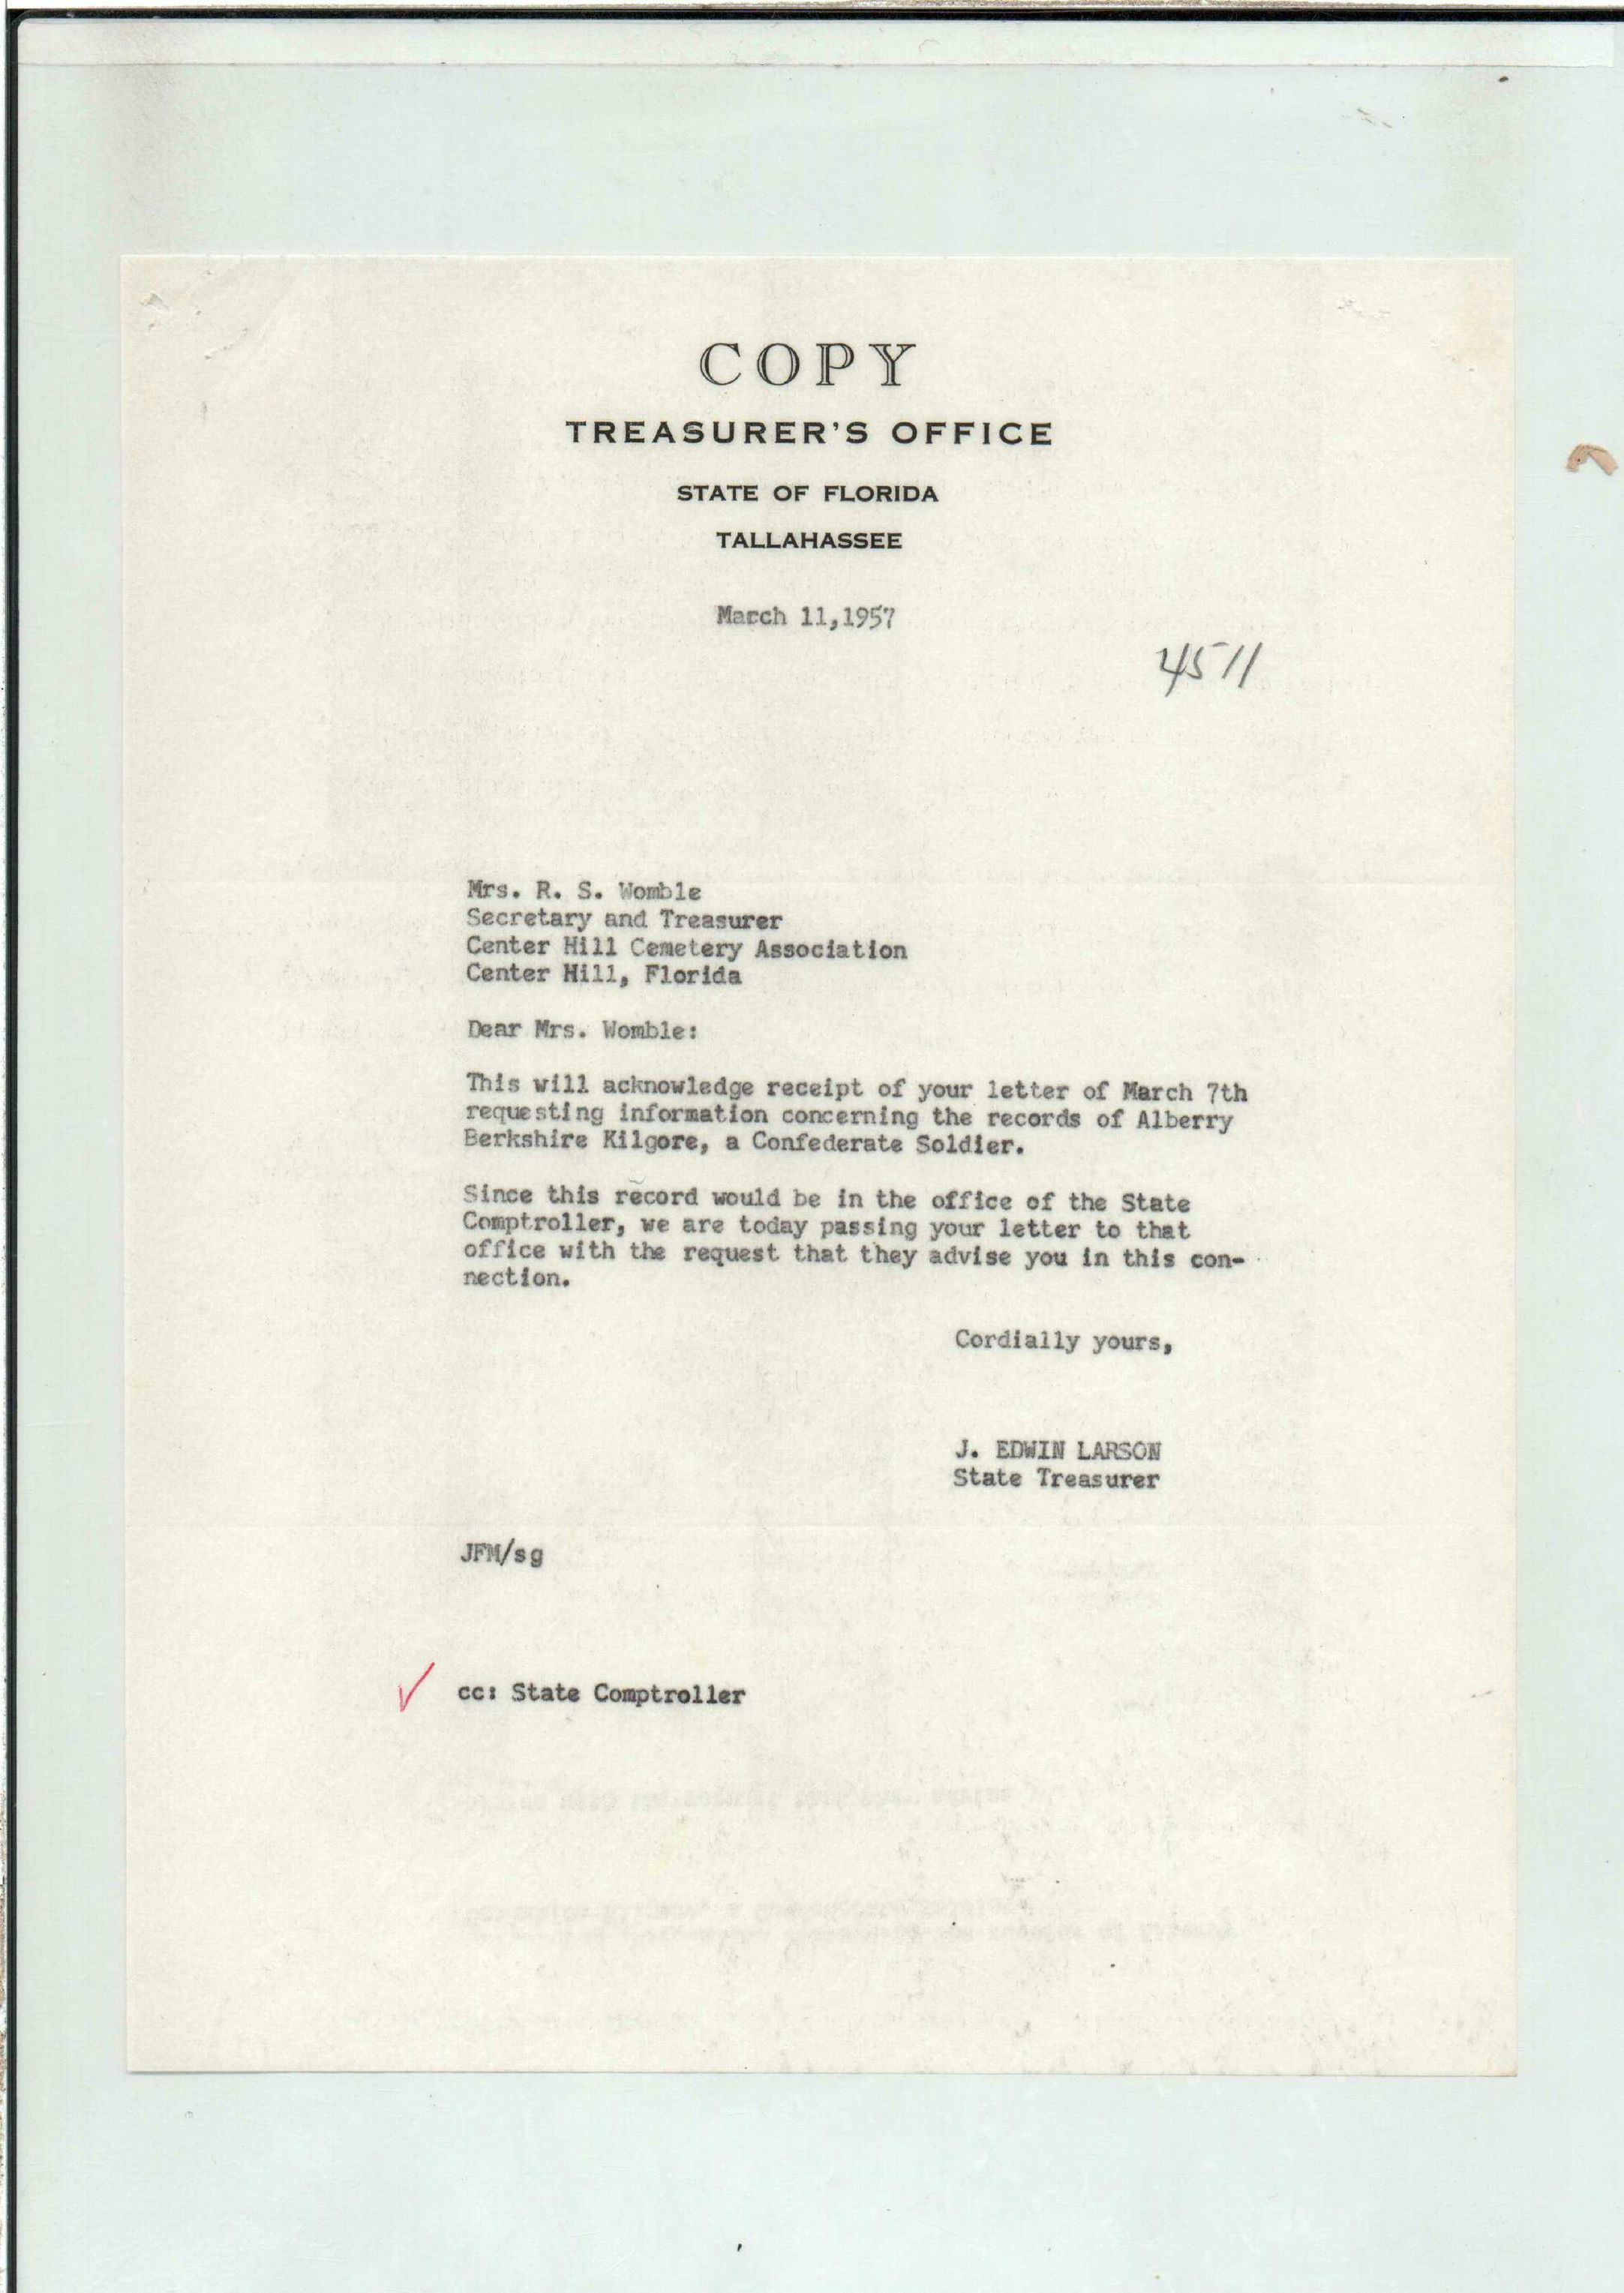 COPY
TREASURER'S OFFICE
STATE OF FLORIDA
TALLAHASSEE
March 11,1957
4511
Mrs. R. S. Womble
Secretary and Treasurer
Center Hill Cemetery Association
Center Hill, Florida
Dear Mrs. Womble:
This will acknowledge receipt of your letter of March 7th
requesting information concerning the records of Alberry
Berkshire Kilgore, a Confederate Soldier.
Since this record would be in the office of the State
Comptroller, we are today passing your letter to that
office with the request that they advise you in this con-
nection.
Cordially yours,
J. EDWIN LARSON
State Treasurer
JFM/sg
cc: State Comptroller